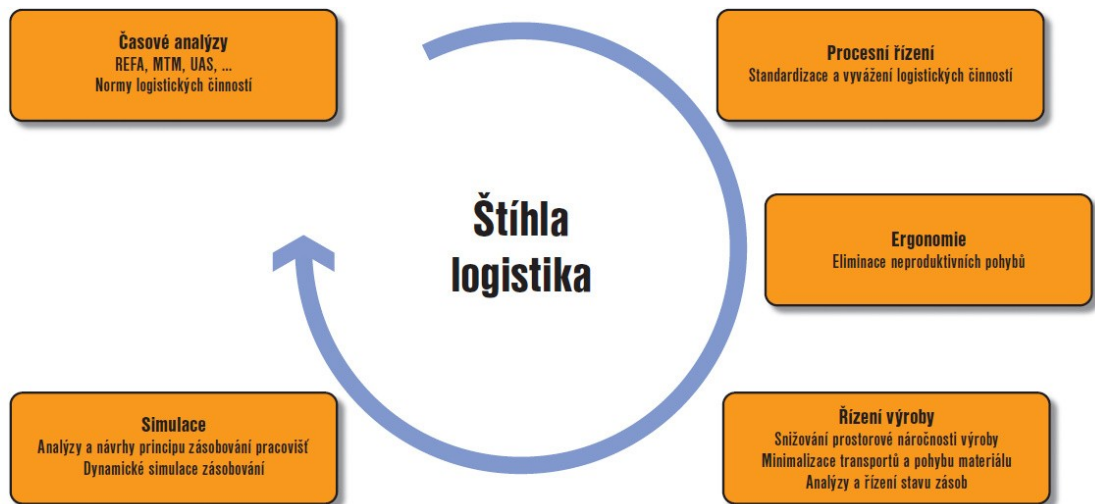 Časové analýzy
REFA, MTM, UAS, ...
Normy logistických činností
Procesní řízení
Standardizace a vyvážení logistických činností
Štíhla
logistika
Ergonomie
Eliminace neproduktivních pohybů
Simulace
Analýzy a návrhy principu zásobování pracovišť
Dynamické simulace zásobování
Řízení výroby
Snižování prostorové náročnosti výroby
Minimalizace transportů a pohybu materiálu
Analýzy a řízení stavu zásob